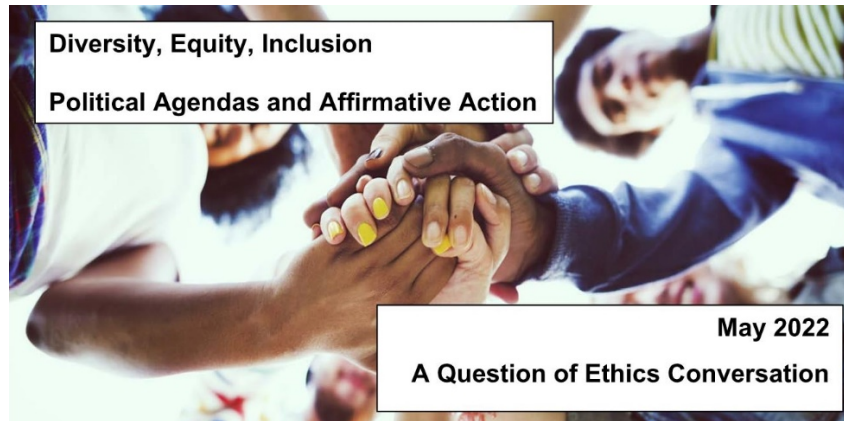 Diversity, Equity, Inclusion
Political Agendas and Affirmative Action
May 2022
A Question of Ethics Conversation